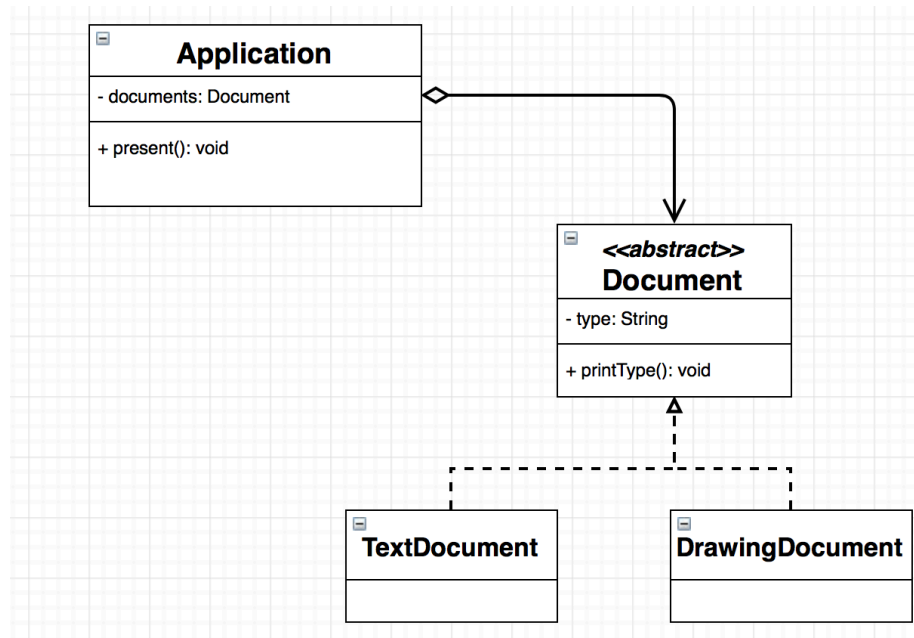 Application
- documents: Document
+ present(): void
<<abstract>>
Document
- type: String
+ printType(): void
TextDocument
DrawingDocument